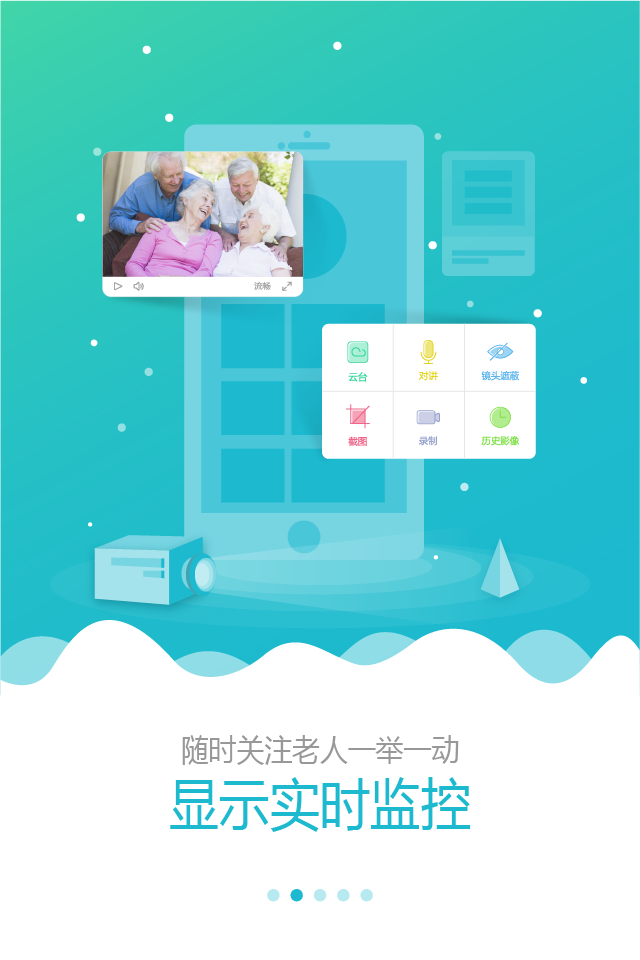 流畅
云台
对讲
镜头遮蔽
截图
录制
历史影像
随时关注老人一举一动
显示实时监控